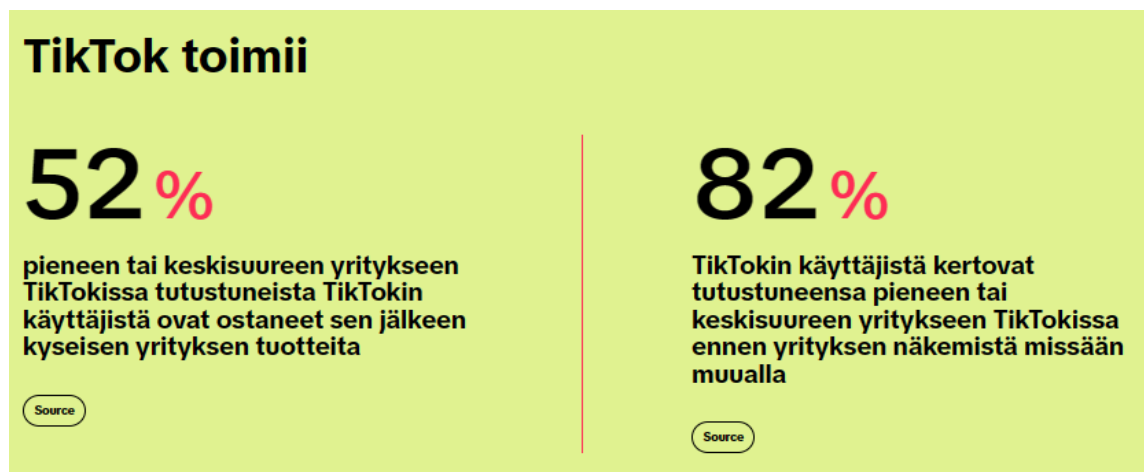 TikTok toimii
52 %
pieneen tai keskisuureen yritykseen
TikTokissa tutustuneista TikTokin
käyttäjistä ovat ostaneet sen jälkeen
kyseisen yrityksen tuotteita
Source
82 %
TikTokin käyttäjistä kertovat
tutustuneensa pieneen tai
keskisuureen yritykseen TikTokissa
ennen yrityksen näkemistä missään
muualla
Source